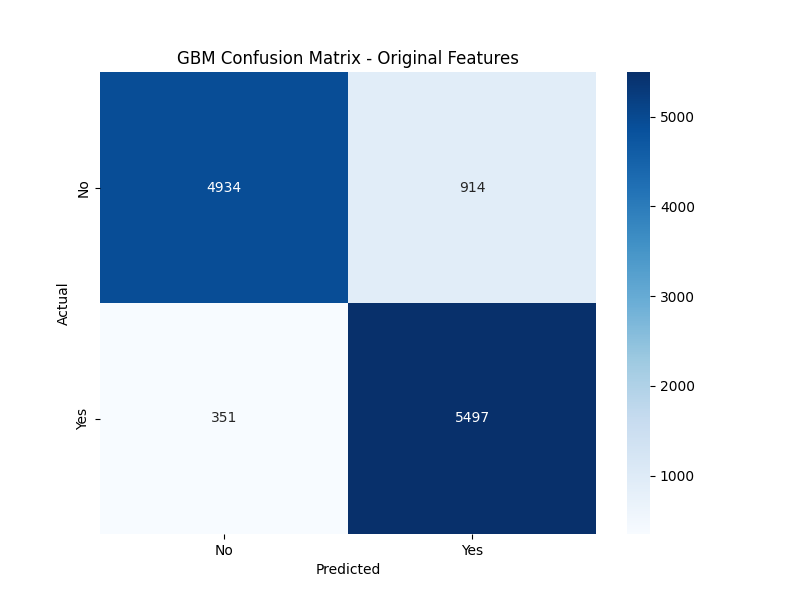 GBM Confusion Matrix - Original Features
No
4934
914
Actual
Yes
351
5497
No
Yes
Predicted
5000
4000
3000
2000
1000